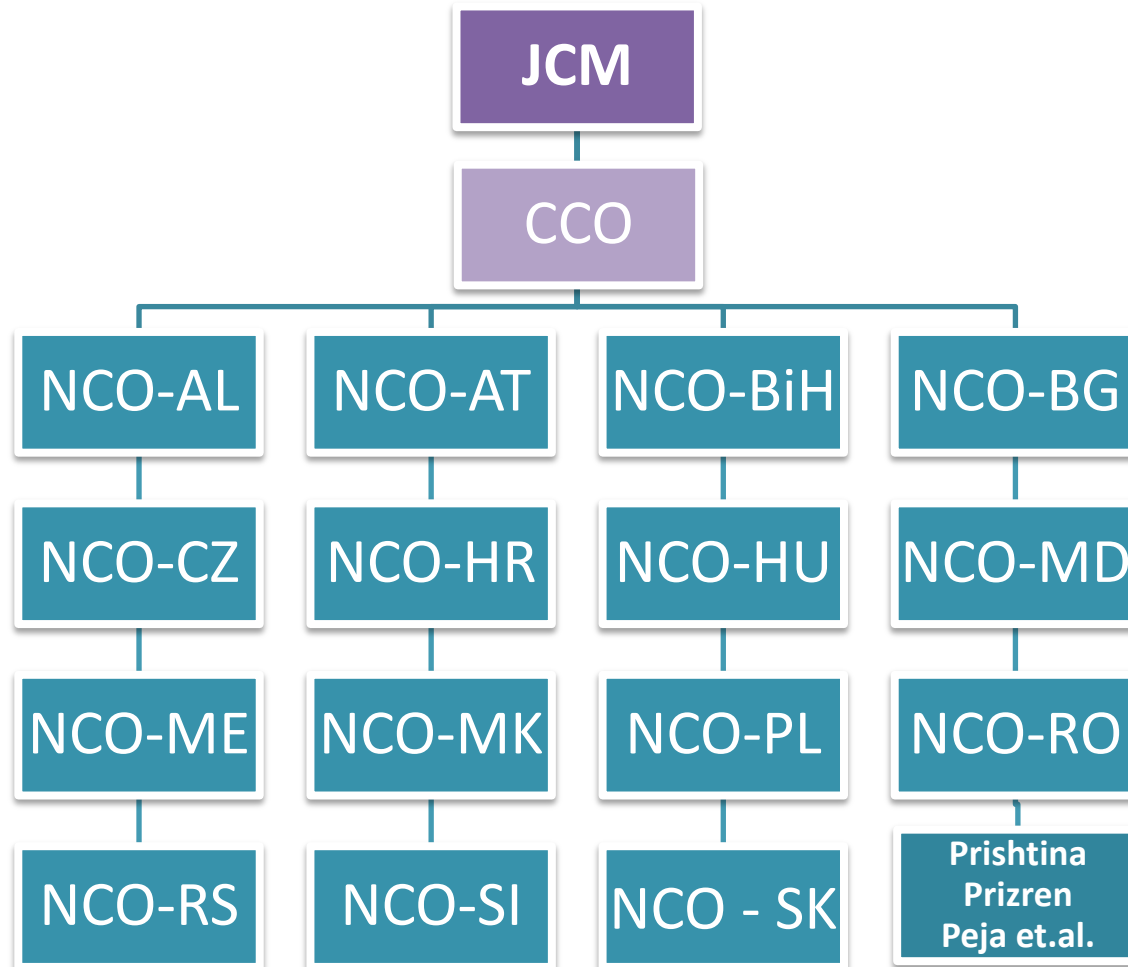 JCM
CCO
NCO-AL
NCO-AT
NCO-BiH
NCO-BG
NCO-CZ
NCO-HR
NCO-HU
NCO-MD
NCO-ME
NCO-MK
NCO-PL
NCO-RO
NCO-RS
NCO-SI
NCO - SK
Prishtina
Prizren
Peja et.al.